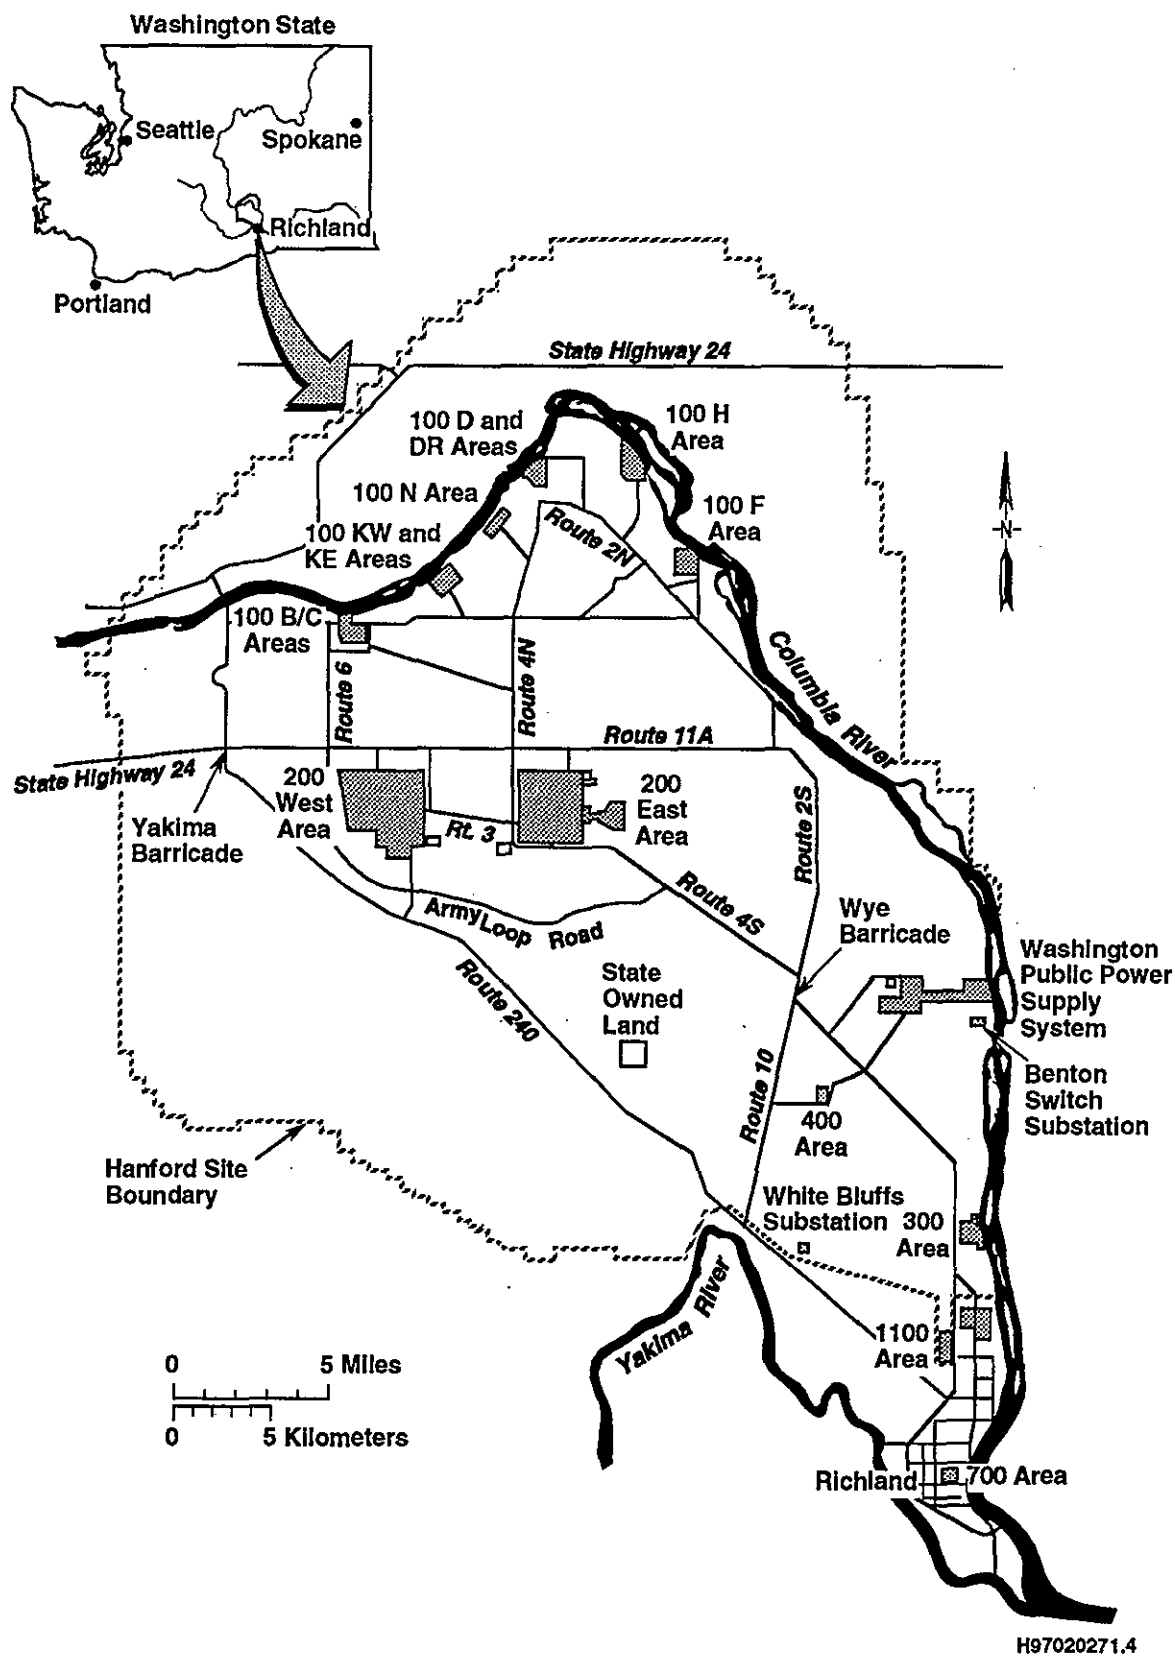 Washington State
Seattle
Spokane
Richland
Portland
State Highway 24
100 D and
DR Areas
100 H
Area
100 N Area
100 F
Area
100 KW and
KE Areas
Route 2N
N
100 B/C
Areas
Route 6
Route 4N
Columbia River
Route 11A
State Highway 24
200
West
Area
200
East
Area
Rt. 3
Route 2S
Yakima
Barricade
Route 4S
Army Loop Road
Wye
Barricade
Washington
Public Power
Supply
System
State
Owned
Land
Route 240
Route 10
Benton
Switch
Substation
400
Area
Hanford Site
Boundary
White Bluffs
Substation
300
Area
Yakima River
1100
Area
0 5 Miles
0 5 Kilometers
Richland
700 Area
H97020271.4